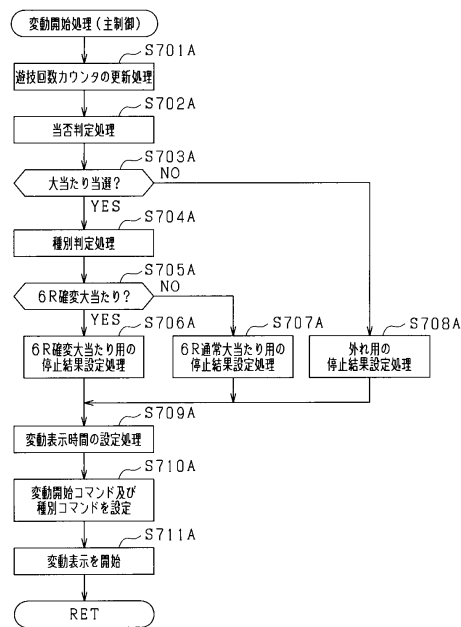 変動開始処理(主制御)
S701A
遊技回数カウンタの更新処理
S702A
当否判定処理
S703A
大当たり当選?
NO
YES
S704A
種別判定処理
S705A
6R確変大当たり?
NO
YES
S706A
6R確変大当たり用の
停止結果設定処理
S707A
6R通常大当たり用の
停止結果設定処理
S708A
外れ用の
停止結果設定処理
S709A
変動表示時間の設定処理
S710A
変動開始コマンド及び
種別コマンドを設定
S711A
変動表示を開始
RET